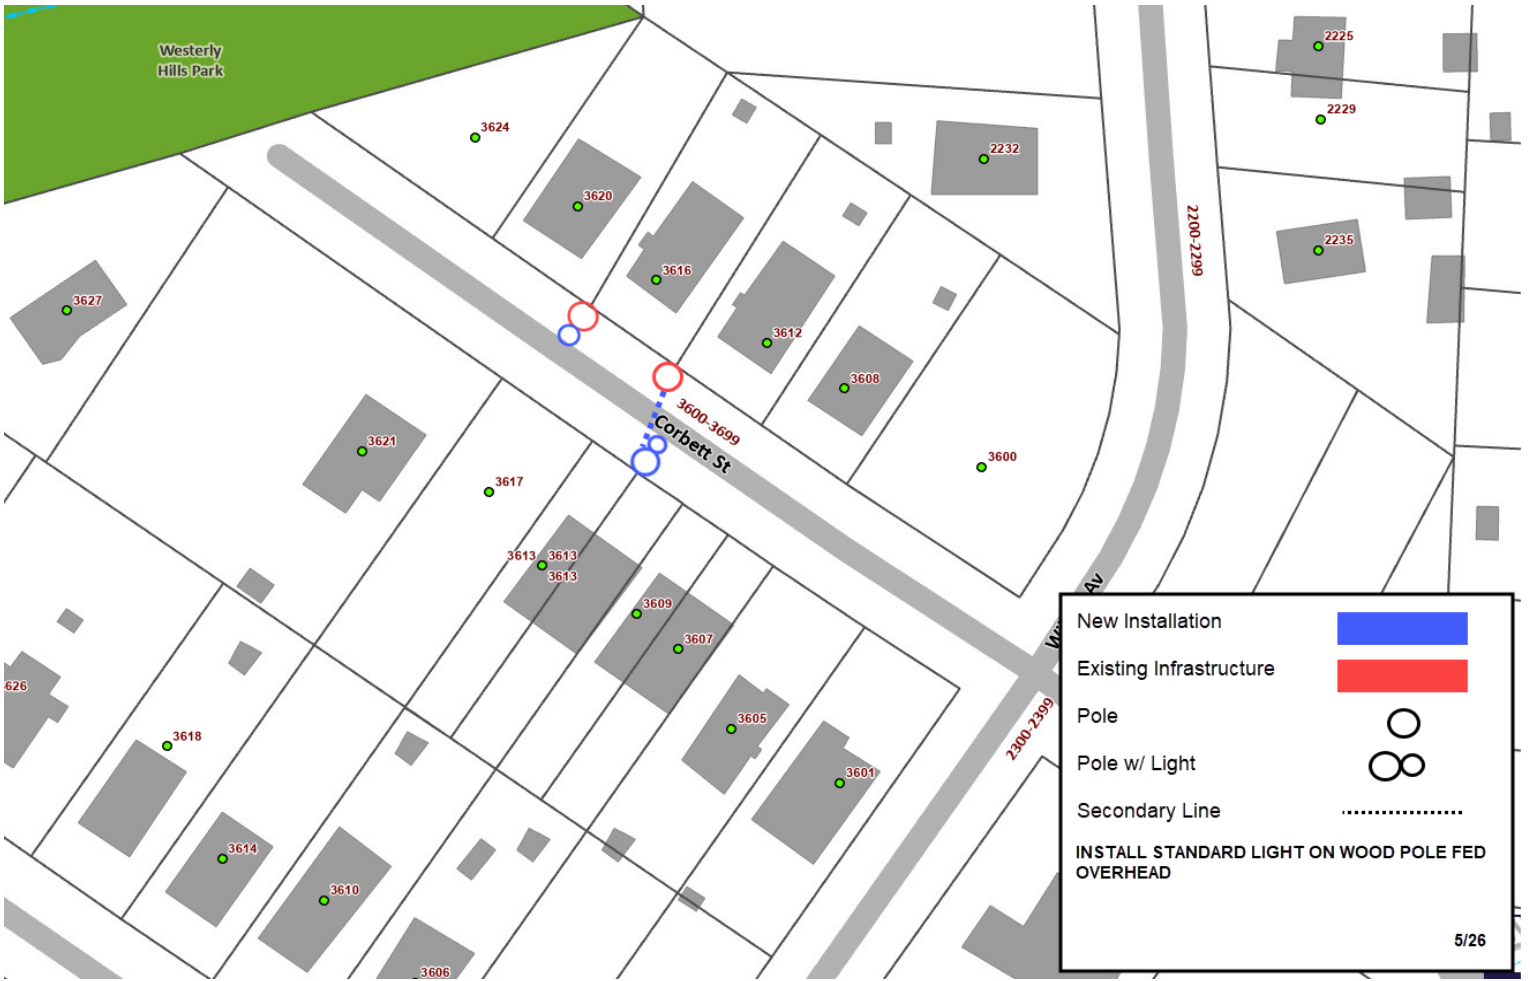 Westerly
Hills Park
2225
2229
3624
2232
3620
2200-2299
2235
3616
3627
3612
3608
3600-3699
Corbett St
3621
3600
3617
3613 3613
3613
3609
3607
Av
3605
3601
2300-2399
3618
3614
3610
3606
New Installation
Existing Infrastructure
Pole
Pole w/ Light
Secondary Line
INSTALL STANDARD LIGHT ON WOOD POLE FED
OVERHEAD
5/26